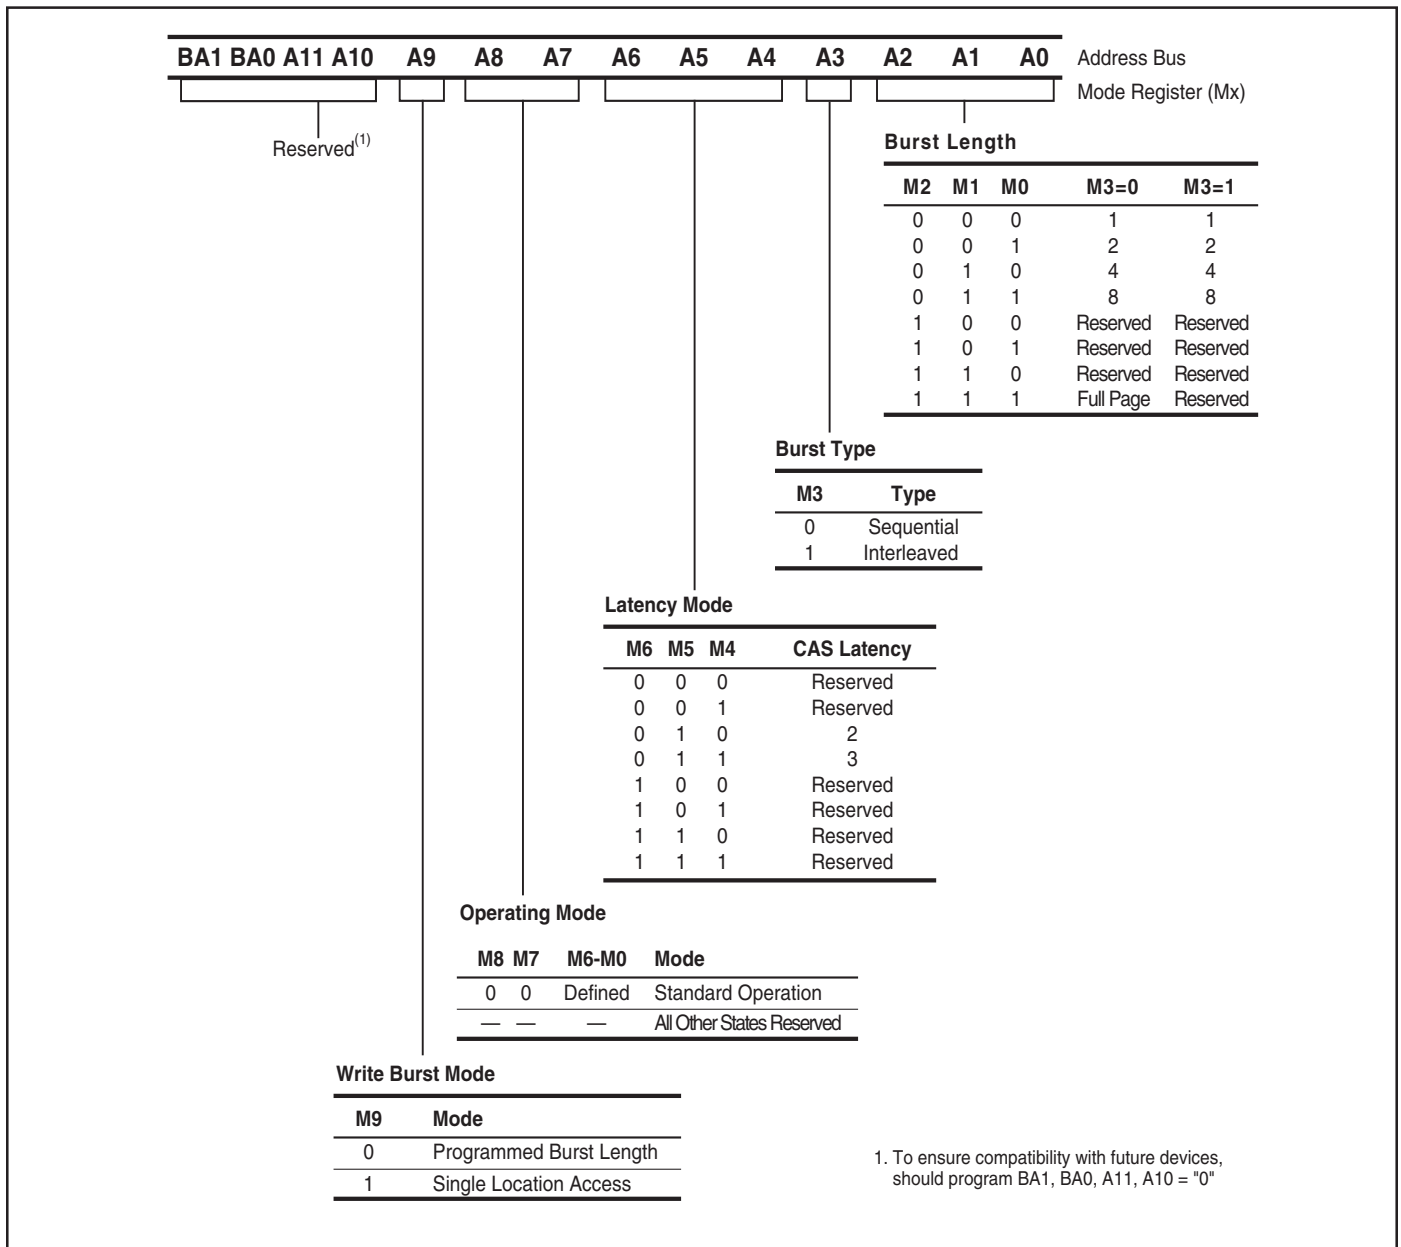 BA1 BA0 A11 A10 A9 A8 A7 A6 A5 A4 A3 A2 A1 A0 Address Bus
Mode Register (Mx)
Reserved(1)
Burst Length
M2 M1 M0 M3=0 M3=1
0 0 0 1 1
0 0 1 2 2
0 1 0 4 4
0 1 1 8 8
1 0 0 Reserved Reserved
1 0 1 Reserved Reserved
1 1 0 Reserved Reserved
1 1 1 Full Page Reserved
Burst Type
M3 Type
0 Sequential
1 Interleaved
Latency Mode
M6 M5 M4 CAS Latency
0 0 0 Reserved
0 0 1 Reserved
0 1 0 2
0 1 1 3
1 0 0 Reserved
1 0 1 Reserved
1 1 0 Reserved
1 1 1 Reserved
Operating Mode
M8 M7 M6-M0 Mode
0 0 Defined Standard Operation
— — — All Other States Reserved
Write Burst Mode
M9 Mode
0 Programmed Burst Length
1 Single Location Access
1. To ensure compatibility with future devices,
should program BA1, BA0, A11, A10 = "0"